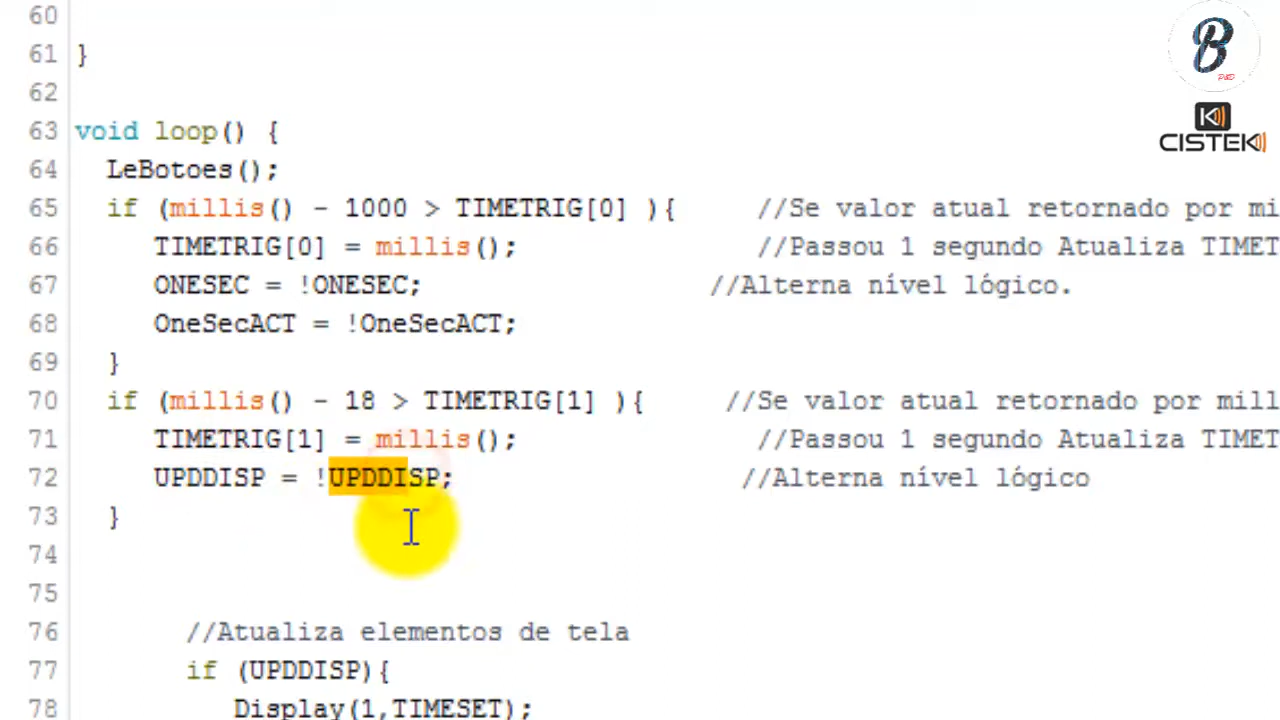 60
61 }
62
63 void loop() {
64 LeBotoes();
65 if (millis() - 1000 > TIMETRIG[0] ){ //Se valor atual retornado por mi
66 TIMETRIG[0] = millis(); //Passou 1 segundo Atualiza TIMET
67 ONESEC = !ONESEC; //Alterna nível lógico.
68 OneSecACT = !OneSecACT;
69 }
70 if (millis() - 18 > TIMETRIG[1] ){ //Se valor atual retornado por mill
71 TIMETRIG[1] = millis(); //Passou 1 segundo Atualiza TIMET
72 UPDDISP = !UPDDISP; //Alterna nível lógico
73 }
74
75
76 //Atualiza elementos de tela
77 if (UPDDISP){
78 Display(1,TIMESET);
B
CISTEK